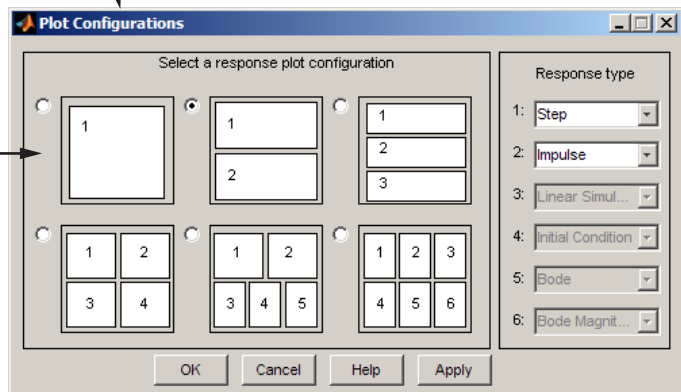 Plot Configurations
Select a response plot configuration
1
1
2
1
2
3
1 2
3 4
1 2
3 4 5
1 2 3
4 5 6
Response type
1: Step
2: Impulse
3: Linear Simul...
4: Initial Condition
5: Bode
6: Bode Magnit...
OK Cancel Help Apply